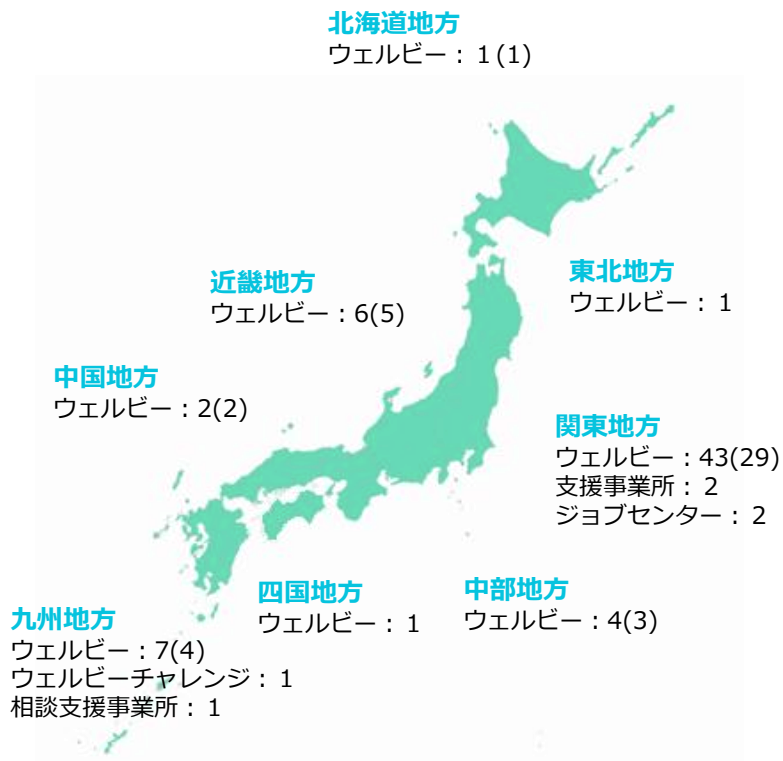 北海道地方
ウェルビー：1(1)
近畿地方
ウェルビー：6(5)
東北地方
ウェルビー：1
中国地方
ウェルビー：2(2)
関東地方
ウェルビー：43(29)
支援事業所：2
ジョブセンター：2
四国地方
ウェルビー：1
中部地方
ウェルビー：4(3)
九州地方
ウェルビー：7(4)
ウェルビーチャレンジ：1
相談支援事業所：1